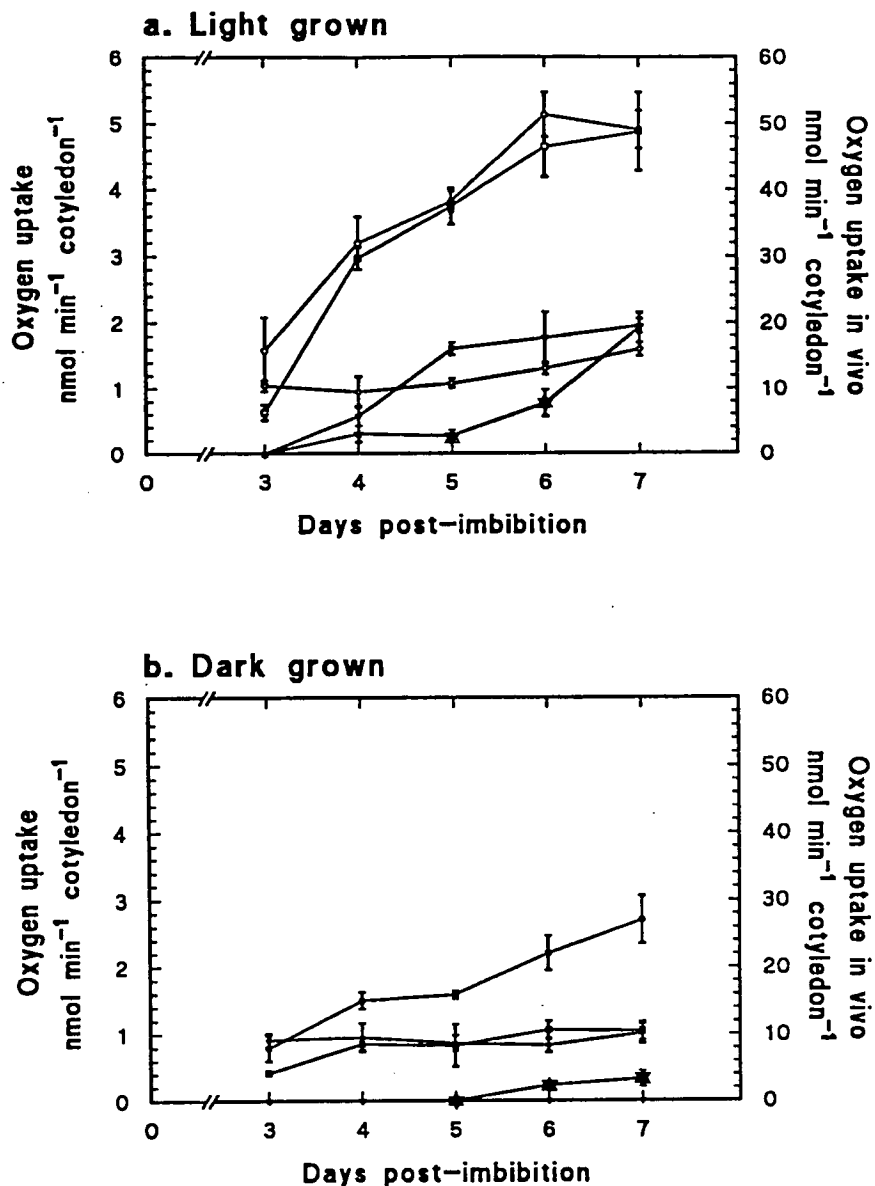 a. Light grown
6
5
4
3
2
1
0
Oxygen uptake
nmol min⁻¹ cotyledon⁻¹
60
50
40
30
20
10
0
Oxygen uptake in vivo
nmol min⁻¹ cotyledon⁻¹
0 3 4 5 6 7
Days post-imbibition
b. Dark grown
6
5
4
3
2
1
0
Oxygen uptake
nmol min⁻¹ cotyledon⁻¹
60
50
40
30
20
10
0
Oxygen uptake in vivo
nmol min⁻¹ cotyledon⁻¹
0 3 4 5 6 7
Days post-imbibition